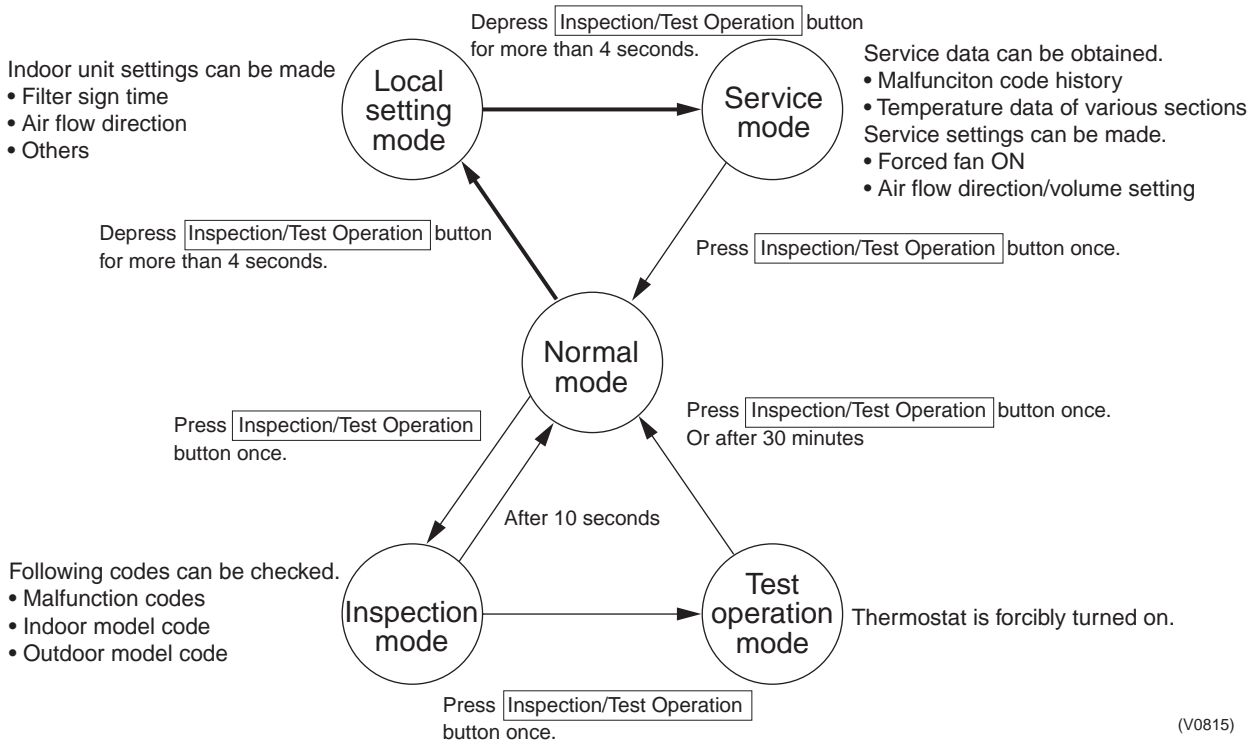 Depress Inspection/Test Operation button
for more than 4 seconds.
Indoor unit settings can be made
• Filter sign time
• Air flow direction
• Others
Local
setting
mode
Service
mode
Service data can be obtained.
• Malfunciton code history
• Temperature data of various sections
Service settings can be made.
• Forced fan ON
• Air flow direction/volume setting
Depress Inspection/Test Operation button
for more than 4 seconds.
Press Inspection/Test Operation button once.
Normal
mode
Press Inspection/Test Operation
button once.
Press Inspection/Test Operation button once.
Or after 30 minutes
After 10 seconds
Following codes can be checked.
• Malfunction codes
• Indoor model code
• Outdoor model code
Inspection
mode
Test
operation
mode
Thermostat is forcibly turned on.
Press Inspection/Test Operation
button once.
(V0815)